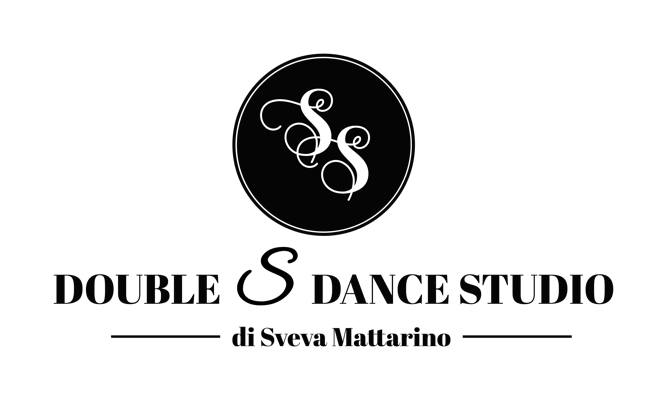 SS
DOUBLE S DANCE STUDIO
di Sveva Mattarino